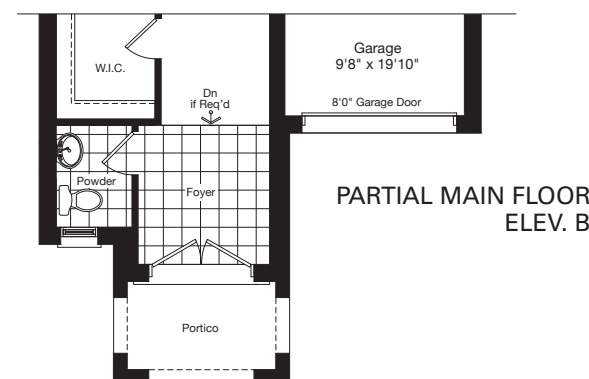 W.I.C.
Garage
9'8" x 19'10"
Dn
if Req'd
8'0" Garage Door
Powder
Foyer
PARTIAL MAIN FLOOR
ELEV. B
Portico